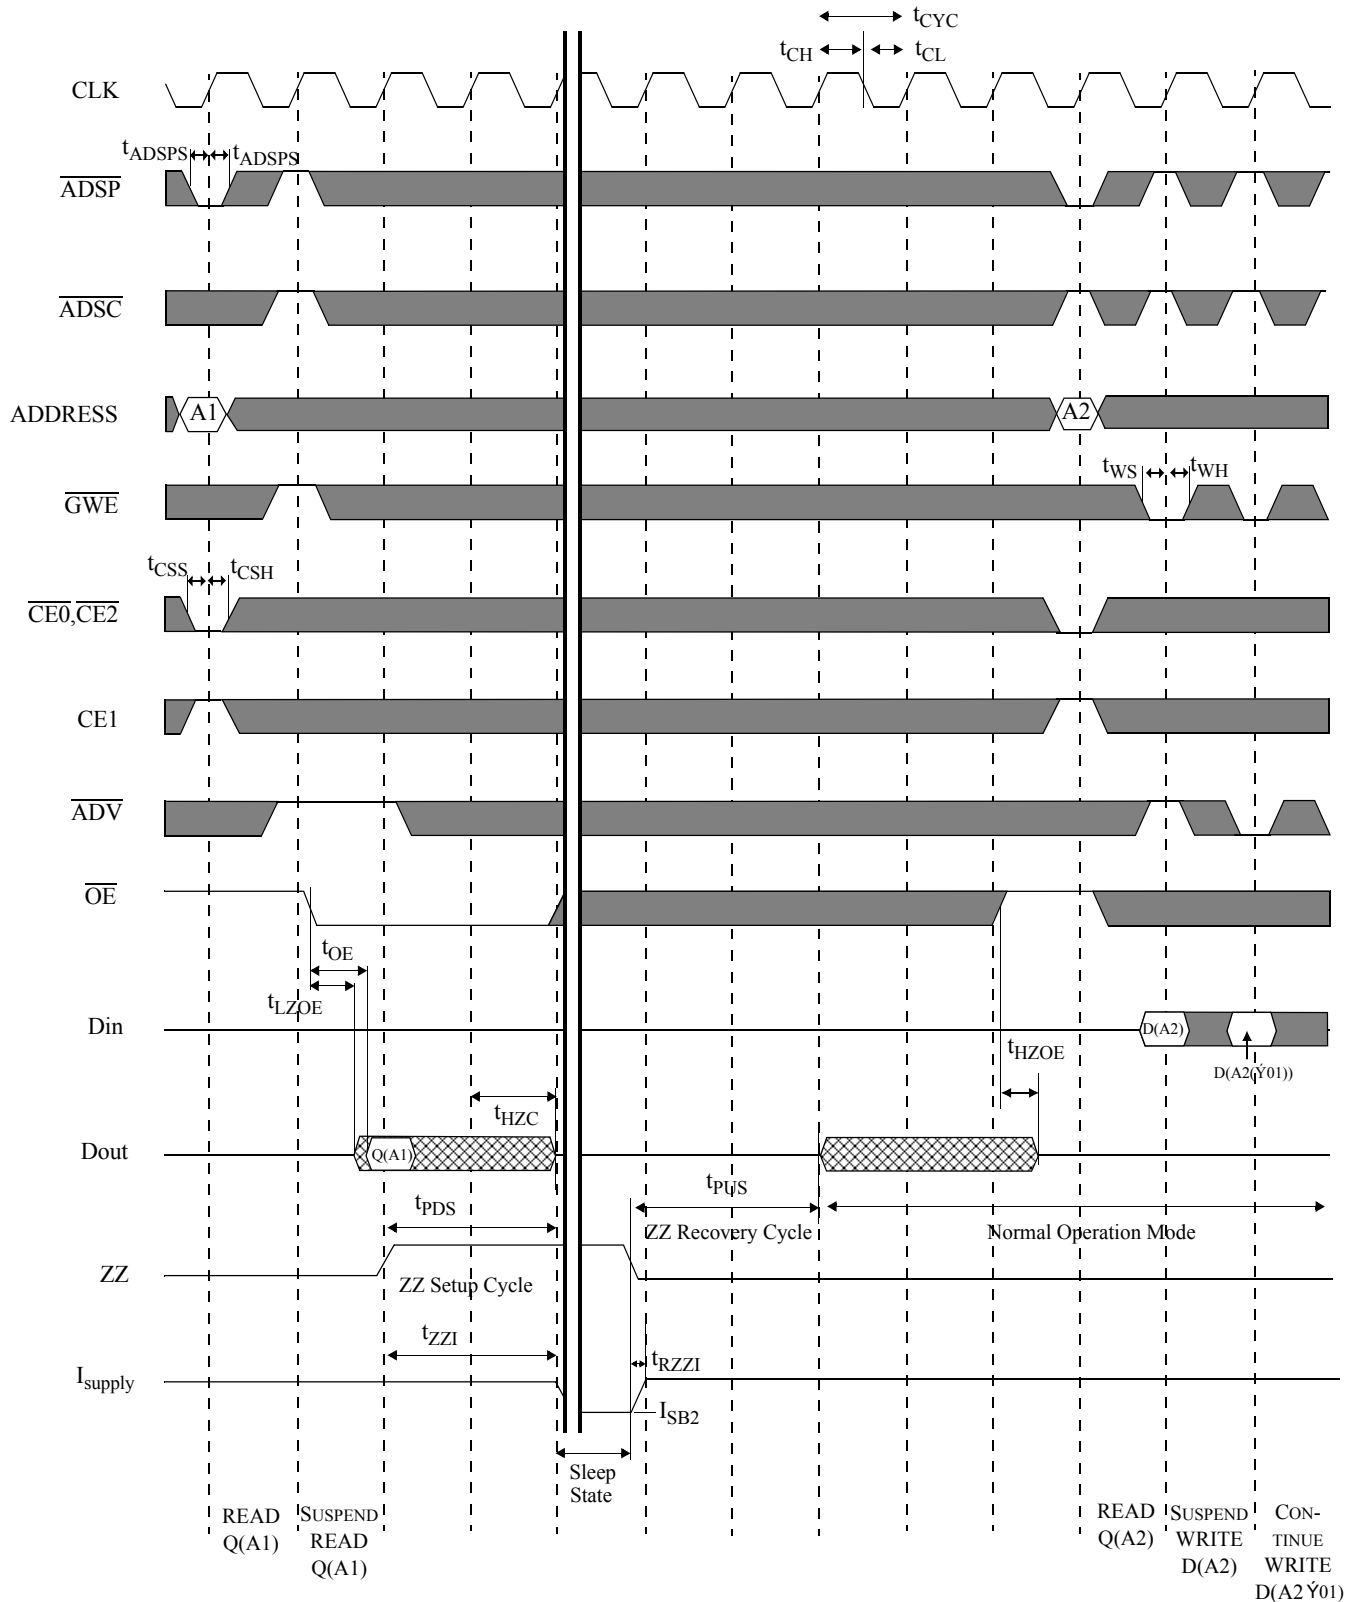 tCYC
tCH tCL
CLK
tADSPS tADSPS
ADSP
ADSC
ADDRESS A1 A2
tWS tWH
GWE
tCSS tCSH
CE0,CE2
CE1
ADV
OE
tOE
tLZOE
Din D(A2)
tHZOE
D(A2(Ý01))
tHZC
Dout Q(A1)
tPUS
tPDS
ZZ Recovery Cycle Normal Operation Mode
ZZ
ZZ Setup Cycle
tZZI
tRZZI
Isupply
ISB2
Sleep
State
READ
Q(A1)
SUSPEND
READ
Q(A1)
READ
Q(A2)
SUSPEND
WRITE
D(A2)
CON-
TINUE
WRITE
D(A2Ý01)